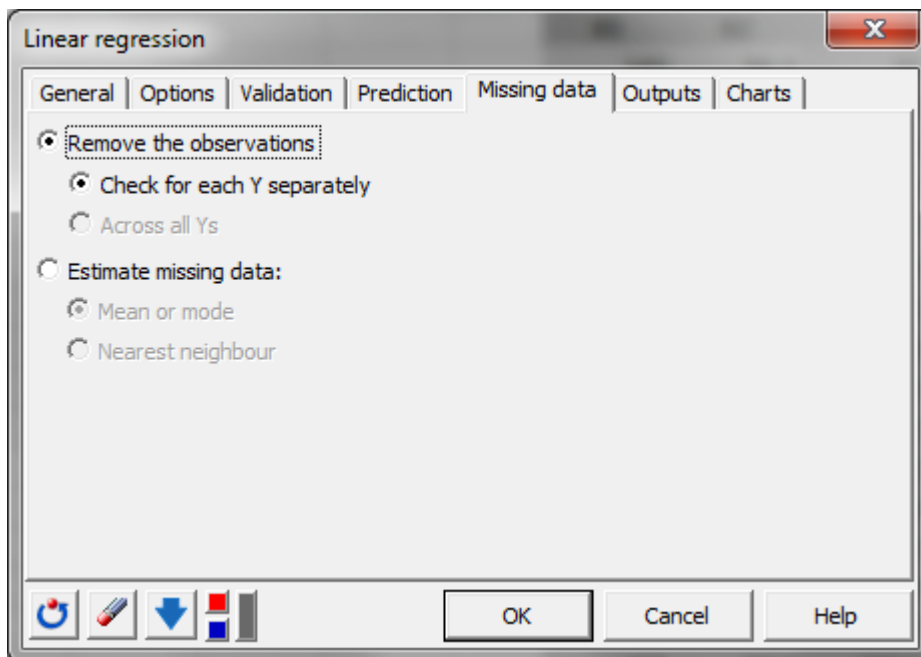 Linear regression
General Options Validation Prediction Missing data Outputs Charts
Remove the observations
Check for each Y separately
Across all Ys
Estimate missing data:
Mean or mode
Nearest neighbour
OK Cancel Help